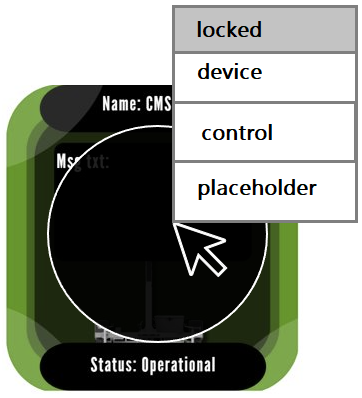 locked
device
control
placeholder
Name: CMS
Msg txt:
Status: Operational